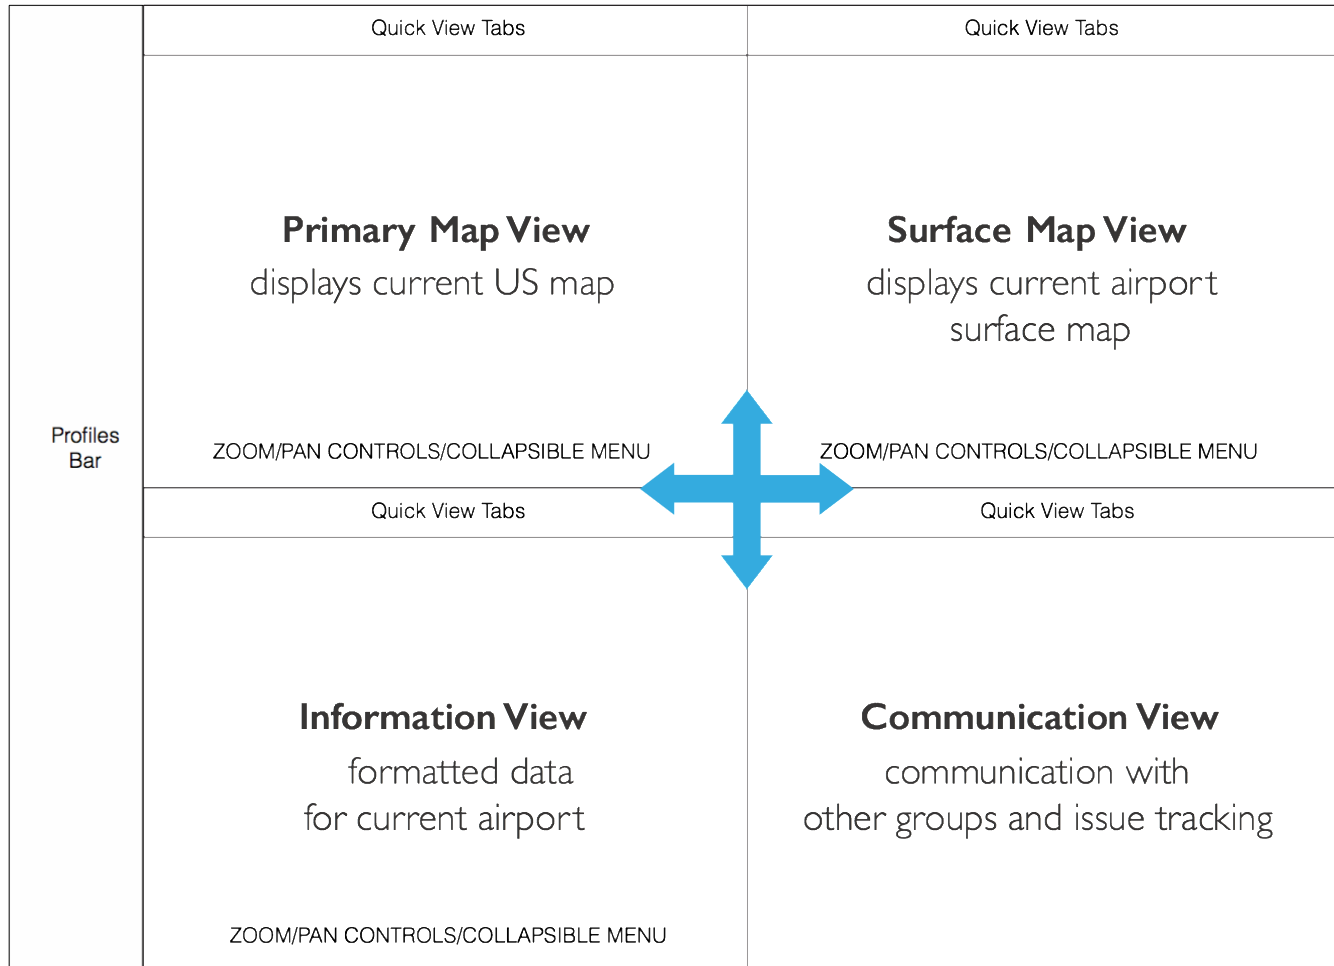 Quick View Tabs
Quick View Tabs
Primary Map View
displays current US map
Surface Map View
displays current airport
surface map
Profiles
Bar
ZOOM/PAN CONTROLS/COLLAPSIBLE MENU
ZOOM/PAN CONTROLS/COLLAPSIBLE MENU
Quick View Tabs
Quick View Tabs
Information View
formatted data
for current airport
Communication View
communication with
other groups and issue tracking
ZOOM/PAN CONTROLS/COLLAPSIBLE MENU